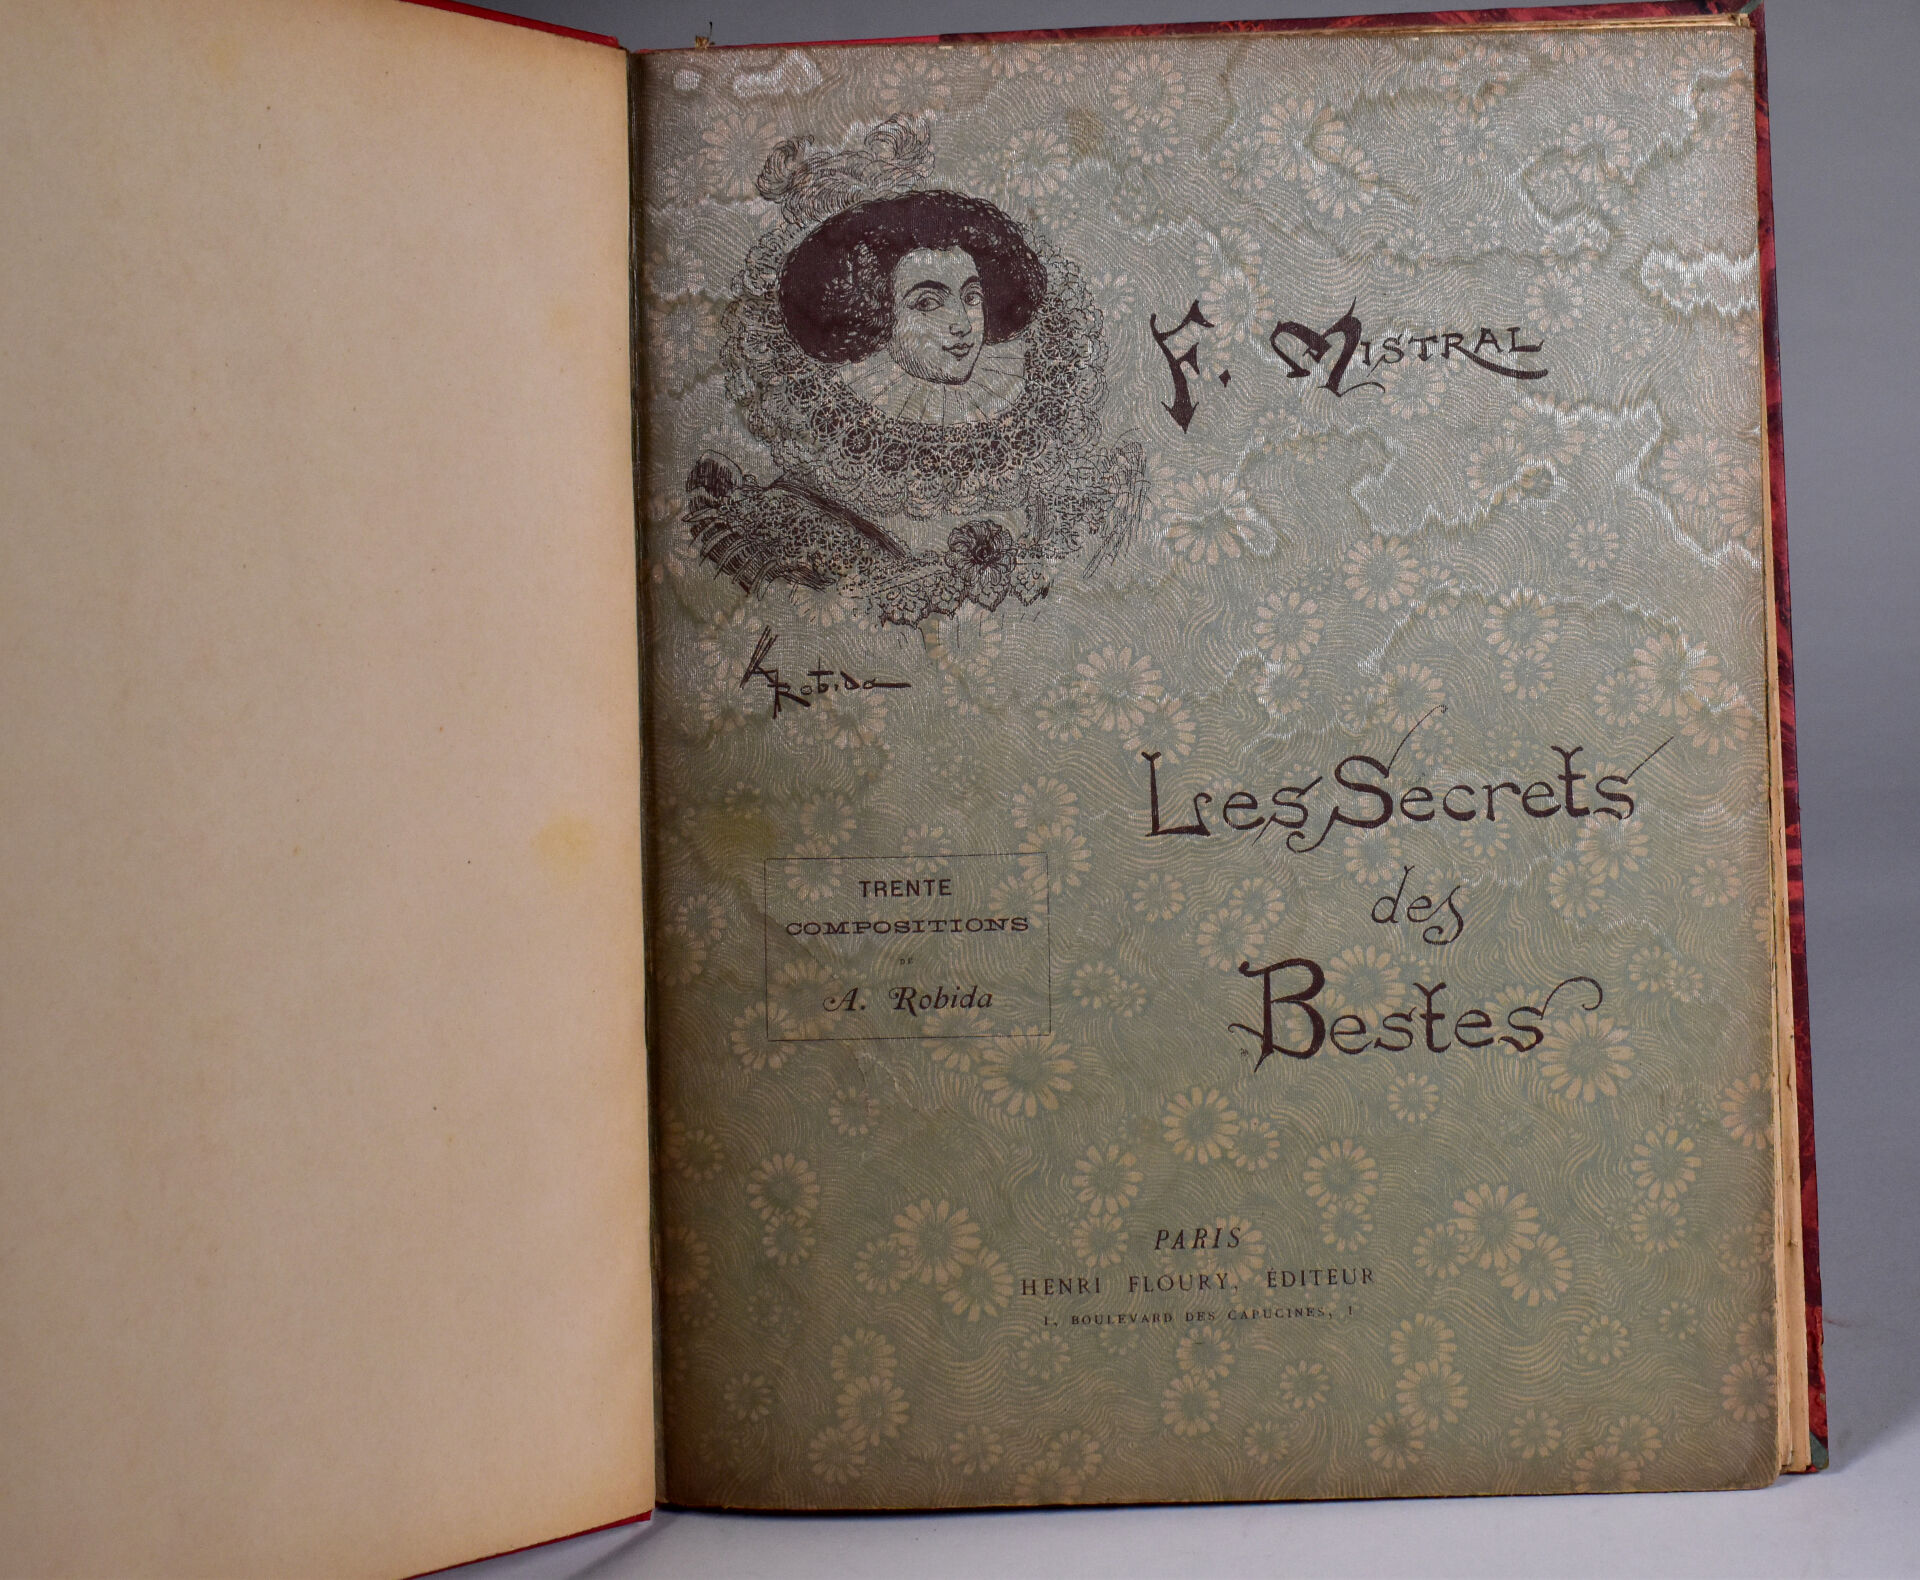 F. MISTRAL
A Robida
Les Secrets
des
Bestes
TRENTE
COMPOSITIONS
DE
A. Robida
PARIS
HENRI FLOURY, ÉDITEUR
1, BOULEVARD DES CAPUCINES, 1